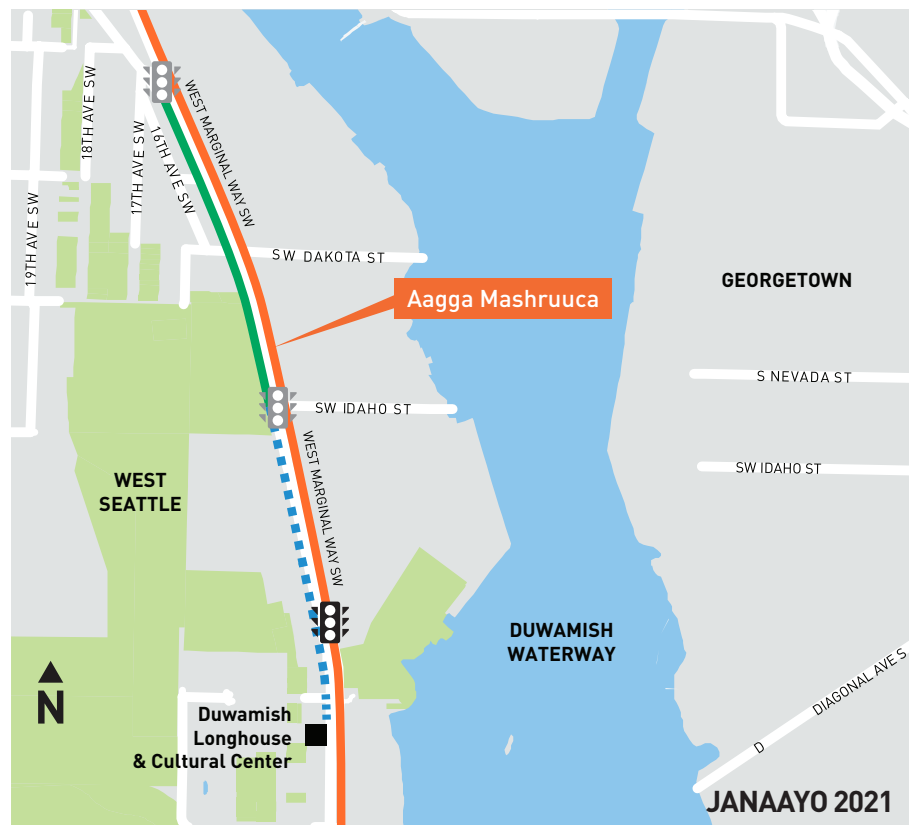 18TH AVE SW
17TH AVE SW
16TH AVE SW
19TH AVE SW
WEST MARGINAL WAY SW
SW DAKOTA ST
Aagga Mashruuca
GEORGETOWN
S NEVADA ST
SW IDAHO ST
SW IDAHO ST
WEST MARGINAL WAY SW
WEST
SEATTLE
DUWAMISH
WATERWAY
N
Duwamish
Longhouse
& Cultural Center
D
DIAGONAL AVE S
JANAAYO 2021